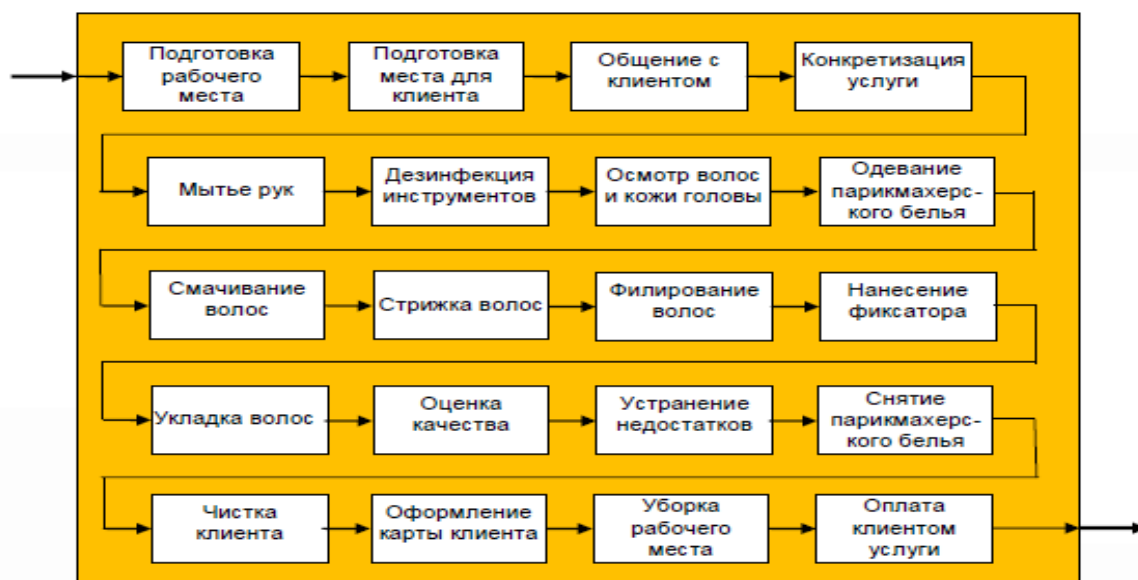 Подготовка
рабочего
места
Подготовка
места для
клиента
Общение с
клиентом
Конкретизация
услуги
Мытье рук
Дезинфекция
инструментов
Осмотр волос
и кожи головы
Одевание
парикмахерс-
кого белья
Смачивание
волос
Стрижка волос
Филирование
волос
Нанесение
фиксатора
Укладка волос
Оценка
качества
Устранение
недостатков
Снятие
парикмахерс-
кого белья
Чистка
клиента
Оформление
карты клиента
Уборка
рабочего
места
Оплата
клиентом
услуги